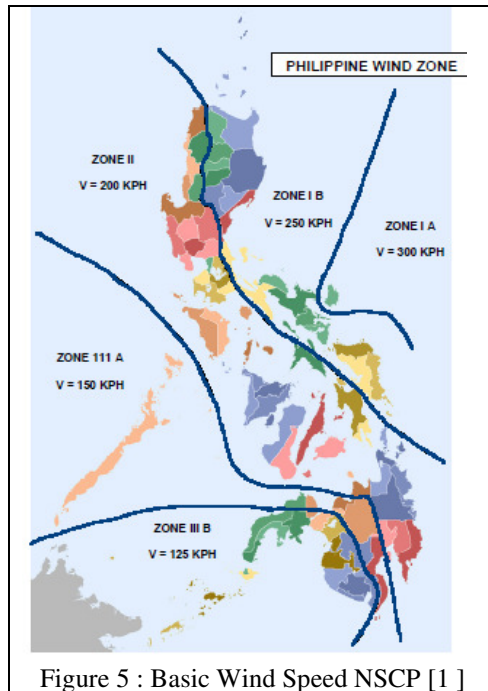 PHILIPPINE WIND ZONE
ZONE II
V = 200 KPH
ZONE I B
V = 250 KPH
ZONE I A
V = 300 KPH
ZONE 111 A
V = 150 KPH
ZONE III B
V = 125 KPH
Figure 5 : Basic Wind Speed NSCP [1 ]